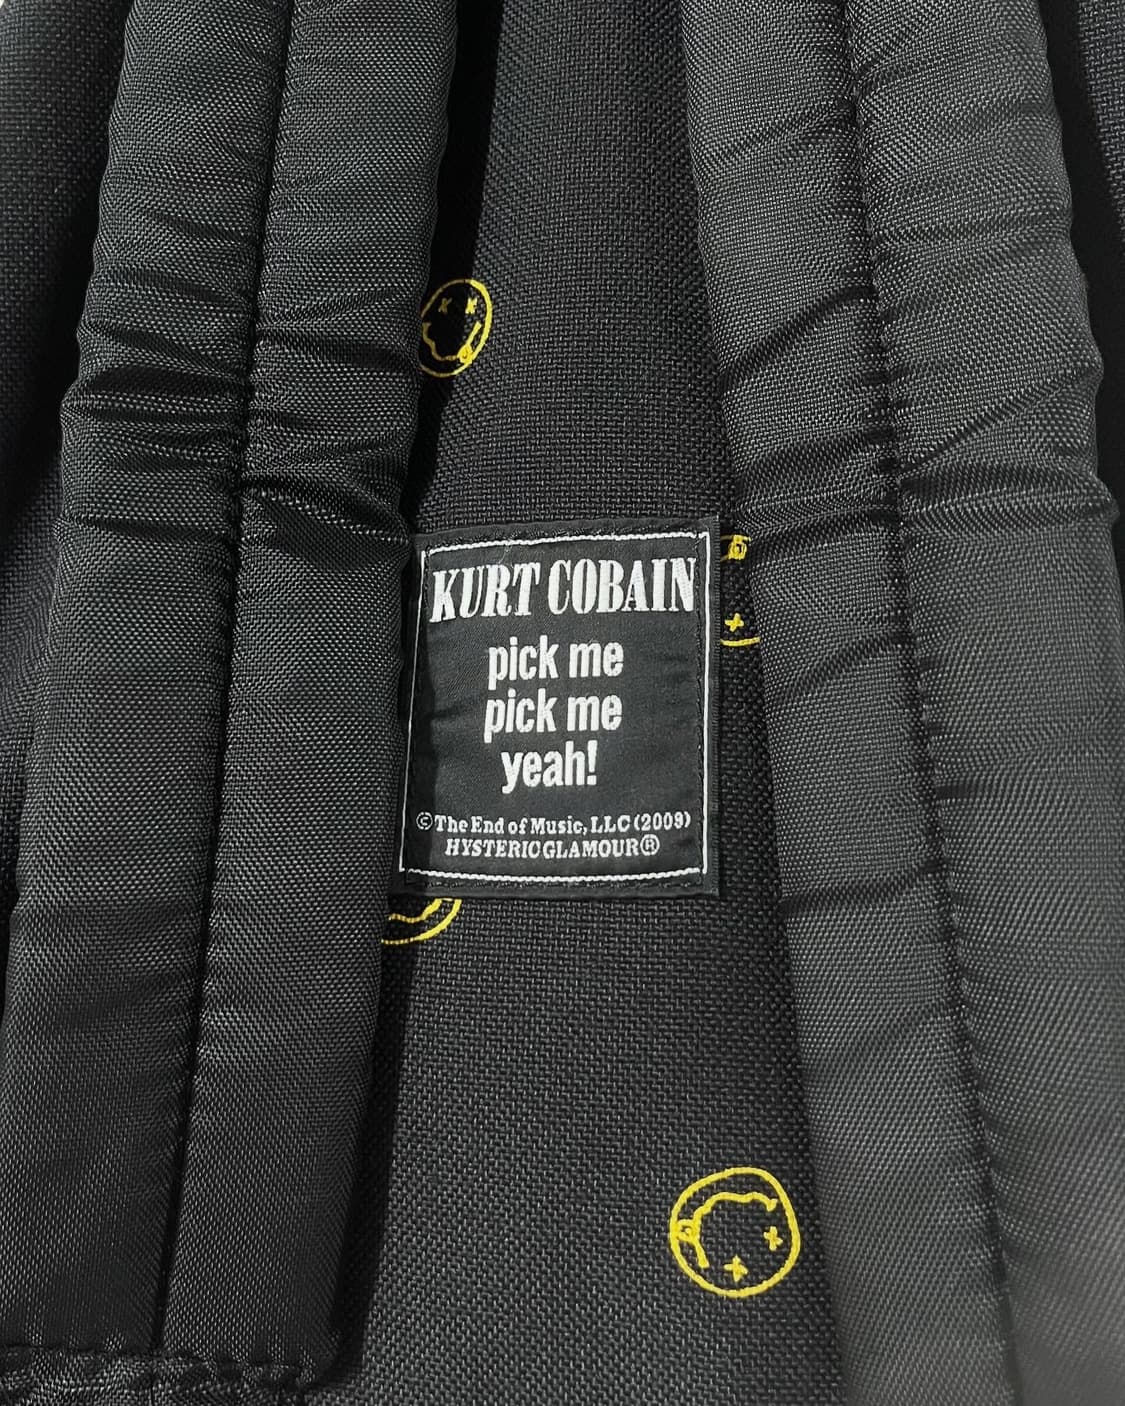 KURT COBAIN
pick me
pick me
yeah!
©The End of Music, LLC (2009)
HYSTERIC GLAMOUR®